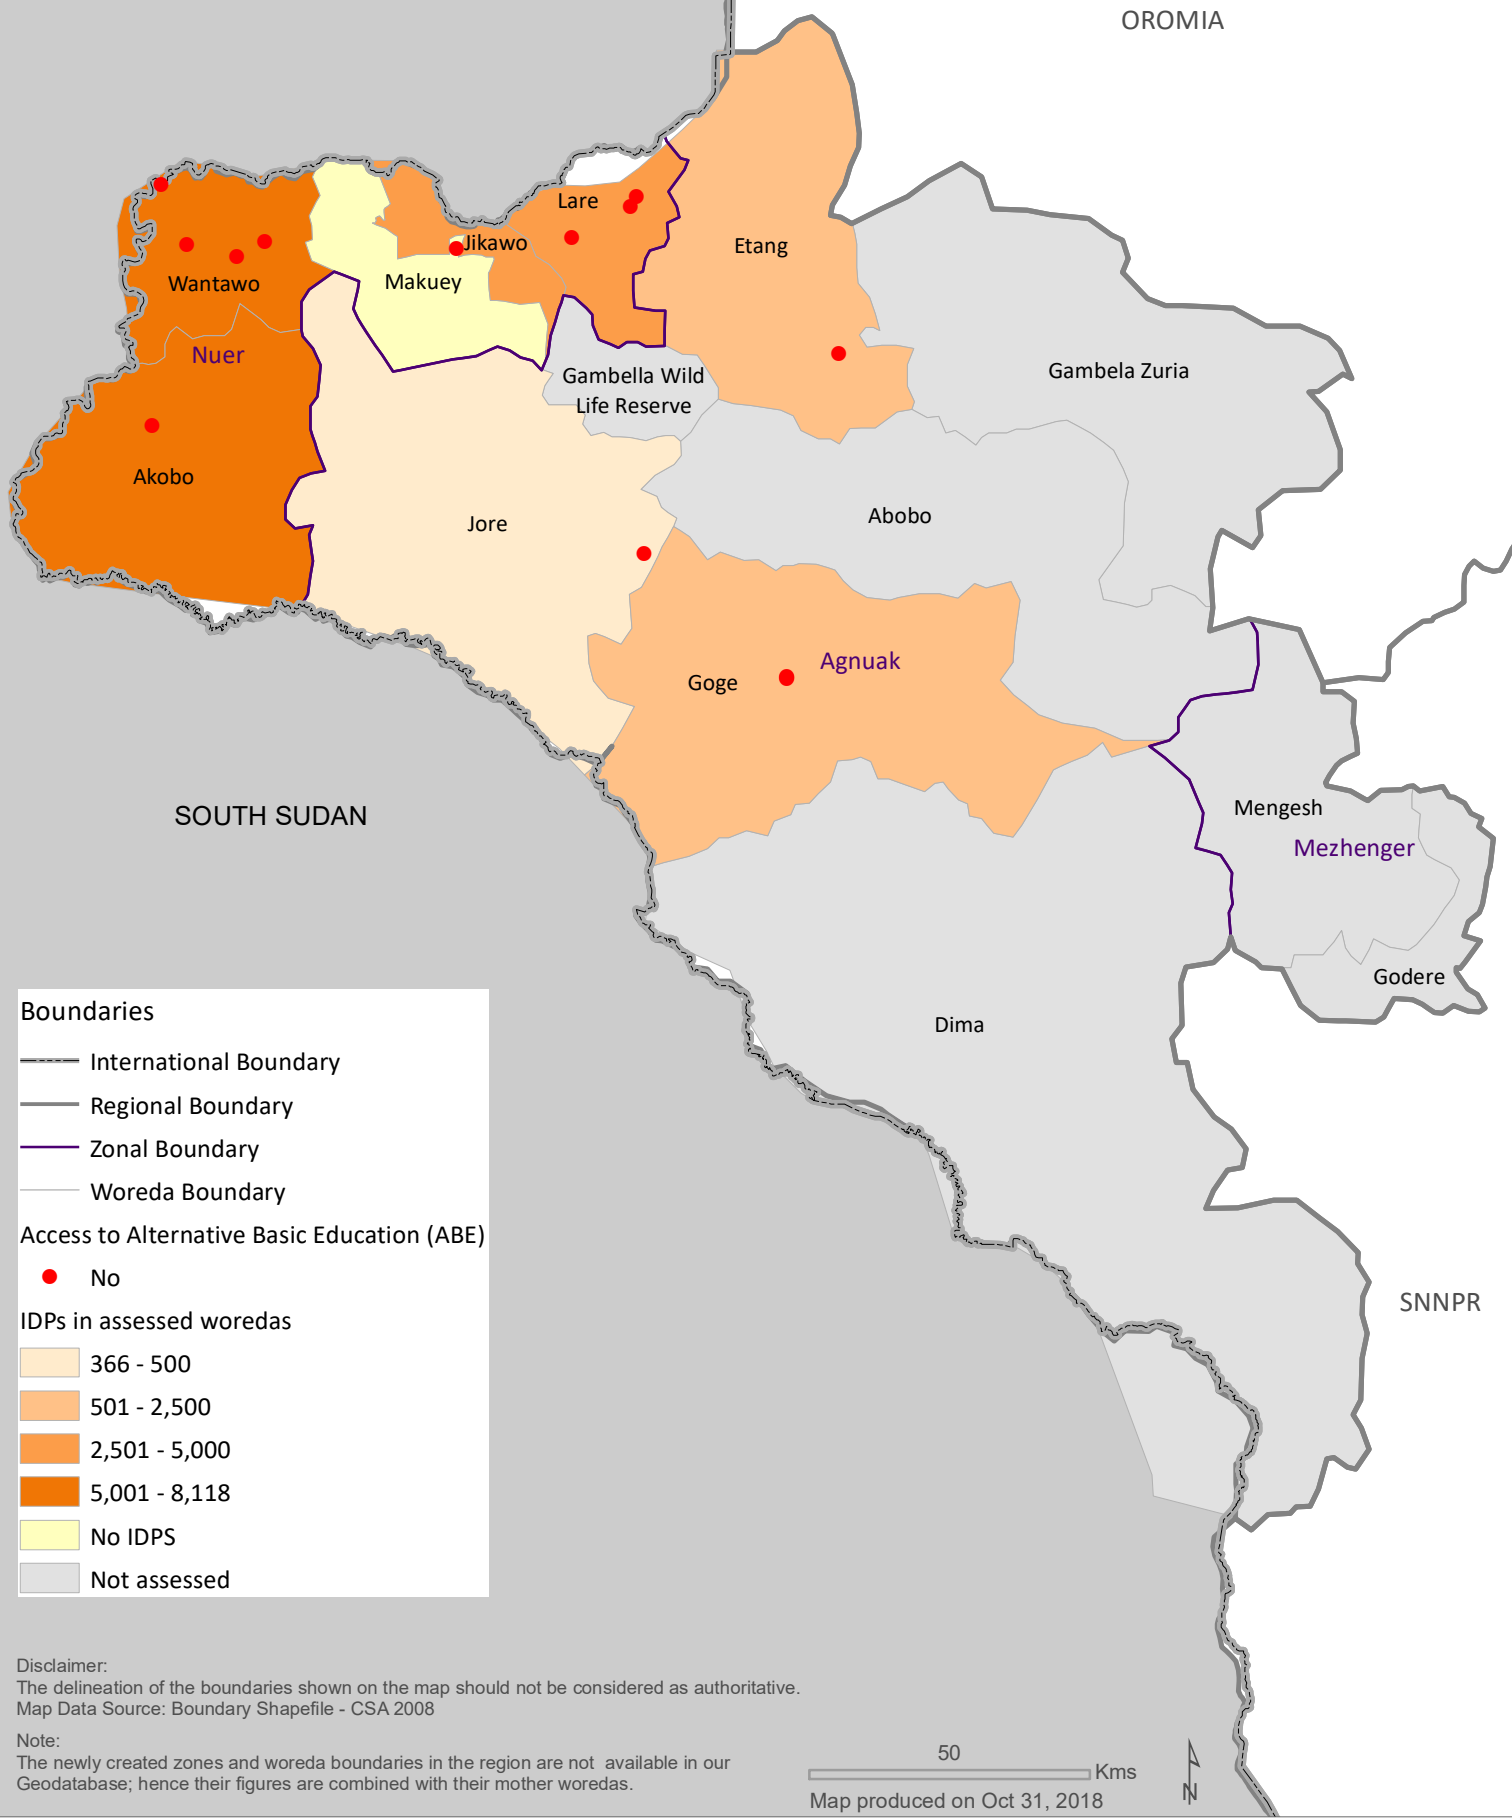 OROMIA
Lare
Jikawo
Etang
Wantawo
Makuey
Nuer
Gambella Wild
Life Reserve
Gambela Zuria
Akobo
Jore
Abobo
Goge
Agnuak
SOUTH SUDAN
Mengesh
Mezhenger
Godere
Dima
SNNPR
Boundaries
International Boundary
Regional Boundary
Zonal Boundary
Woreda Boundary
Access to Alternative Basic Education (ABE)
No
IDPs in assessed woredas
366 - 500
501 - 2,500
2,501 - 5,000
5,001 - 8,118
No IDPS
Not assessed
Disclaimer:
The delineation of the boundaries shown on the map should not be considered as authoritative.
Map Data Source: Boundary Shapefile - CSA 2008
Note:
The newly created zones and woreda boundaries in the region are not available in our
Geodatabase; hence their figures are combined with their mother woredas.
50
Kms
Map produced on Oct 31, 2018
N